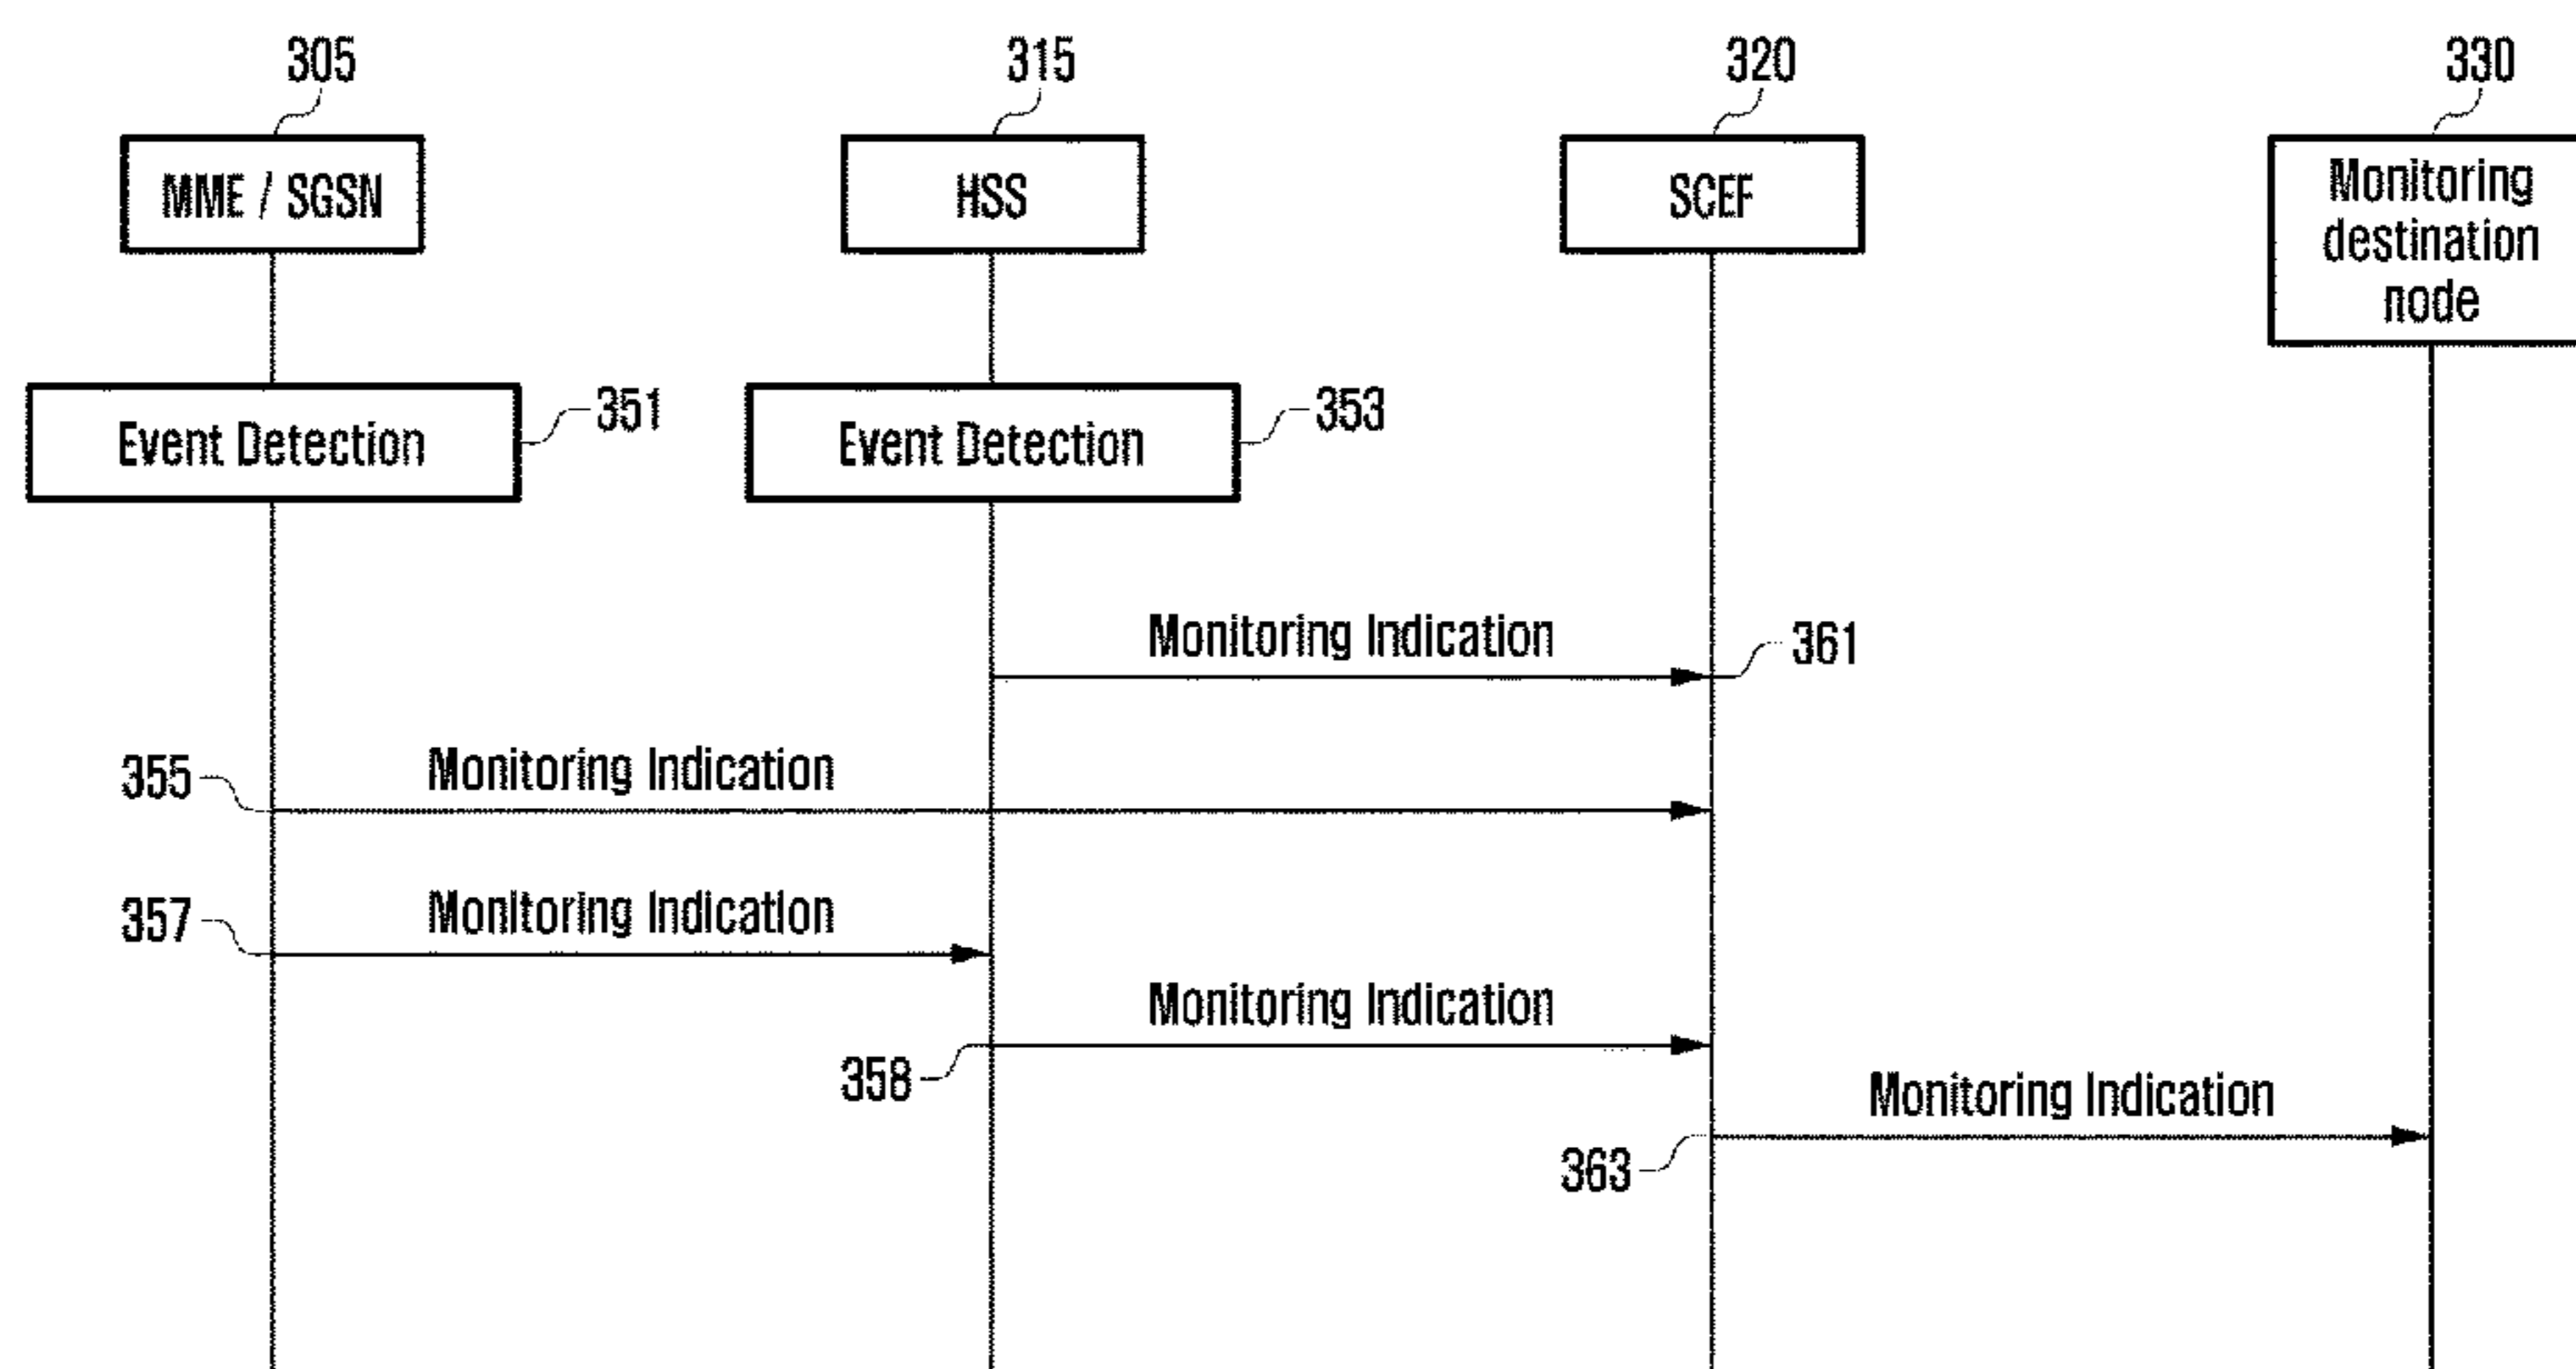 305
315
320
330
MME / SGSN
HSS
SCEF
Monitoring
destination
node
Event Detection
351
Event Detection
353
Monitoring Indication
361
355
Monitoring Indication
357
Monitoring Indication
Monitoring Indication
358
Monitoring Indication
363